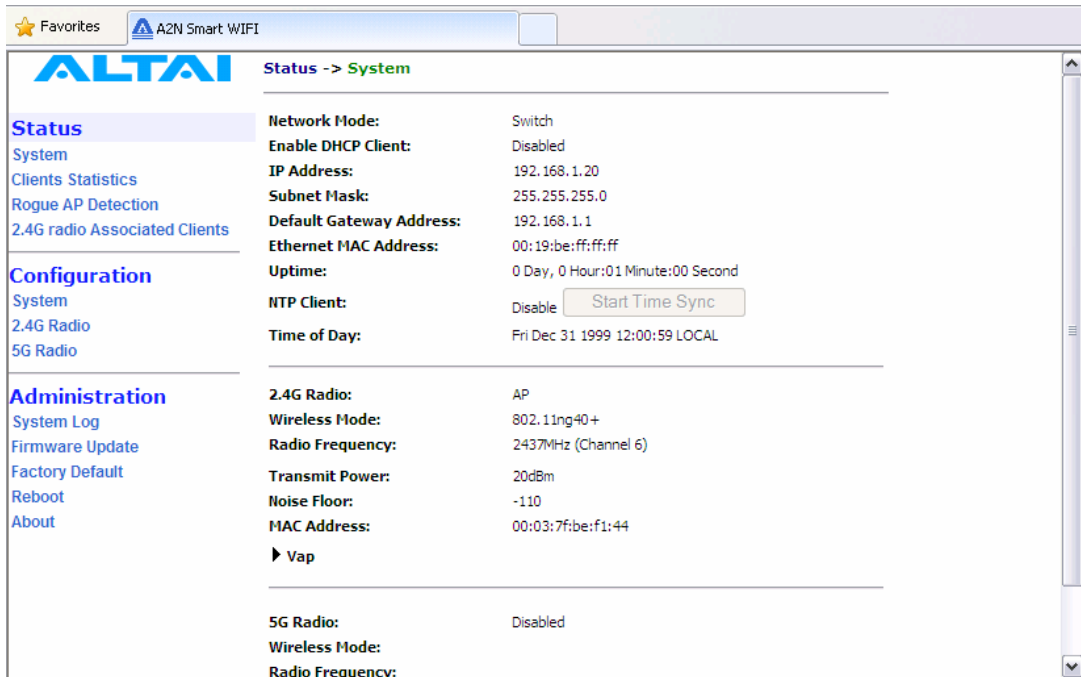 Favorites
A2N Smart WIFI
ALTAI
Status
System
Clients Statistics
Rogue AP Detection
2.4G radio Associated Clients
Configuration
System
2.4G Radio
5G Radio
Administration
System Log
Firmware Update
Factory Default
Reboot
About
Status -> System
Network Mode: Switch
Enable DHCP Client: Disabled
IP Address: 192.168.1.20
Subnet Mask: 255.255.255.0
Default Gateway Address: 192.168.1.1
Ethernet MAC Address: 00:19:be:ff:ff:ff
Uptime: 0 Day, 0 Hour:01 Minute:00 Second
NTP Client: Disable Start Time Sync
Time of Day: Fri Dec 31 1999 12:00:59 LOCAL
2.4G Radio: AP
Wireless Mode: 802.11ng40+
Radio Frequency: 2437MHz (Channel 6)
Transmit Power: 20dBm
Noise Floor: -110
MAC Address: 00:03:7f:be:f1:44
Vap
5G Radio: Disabled
Wireless Mode:
Radio Frequency: